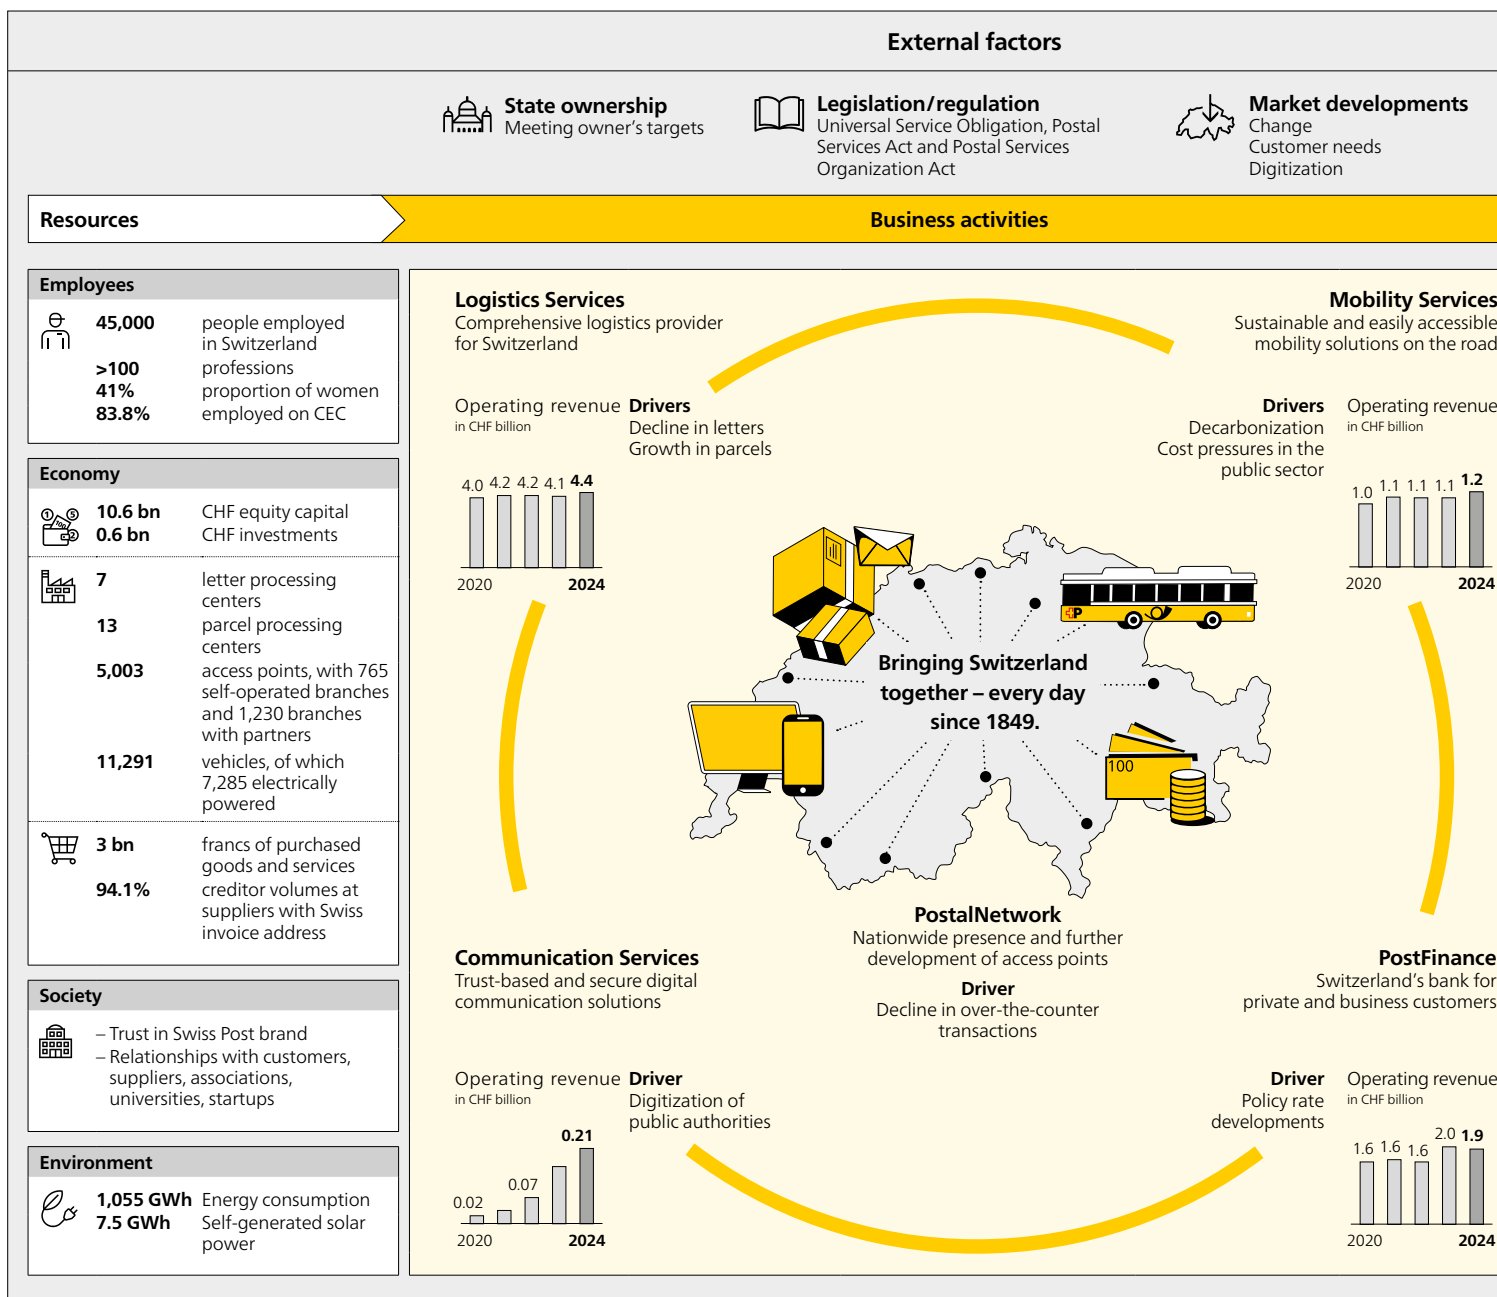 External factors
State ownership
Meeting owner's targets
Legislation/regulation
Universal Service Obligation, Postal
Services Act and Postal Services
Organization Act
Market developments
Change
Customer needs
Digitization
Resources
Business activities
Employees
45,000 people employed
in Switzerland
>100 professions
41% proportion of women
83.8% employed on CEC
Economy
10.6 bn CHF equity capital
0.6 bn CHF investments
7 letter processing
centers
13 parcel processing
centers
5,003 access points, with 765
self-operated branches
and 1,230 branches
with partners
11,291 vehicles, of which
7,285 electrically
powered
3 bn francs of purchased
goods and services
94.1% creditor volumes at
suppliers with Swiss
invoice address
Society
– Trust in Swiss Post brand
– Relationships with customers,
suppliers, associations,
universities, startups
Environment
1,055 GWh Energy consumption
7.5 GWh Self-generated solar
power
Logistics Services
Comprehensive logistics provider
for Switzerland
Operating revenue
in CHF billion
Drivers
Decline in letters
Growth in parcels
4.0 4.2 4.2 4.1 4.4
2020 2024
Mobility Services
Sustainable and easily accessible
mobility solutions on the road
Drivers
Decarbonization
Cost pressures in the
public sector
Operating revenue
in CHF billion
1.0 1.1 1.1 1.1 1.2
2020 2024
P
Bringing Switzerland
together – every day
since 1849.
100
PostalNetwork
Nationwide presence and further
development of access points
Driver
Decline in over-the-counter
transactions
Communication Services
Trust-based and secure digital
communication solutions
Operating revenue
in CHF billion
Driver
Digitization of
public authorities
0.02 0.07 0.21
2020 2024
PostFinance
Switzerland's bank for
private and business customers
Driver
Policy rate
developments
Operating revenue
in CHF billion
1.6 1.6 1.6 2.0 1.9
2020 2024